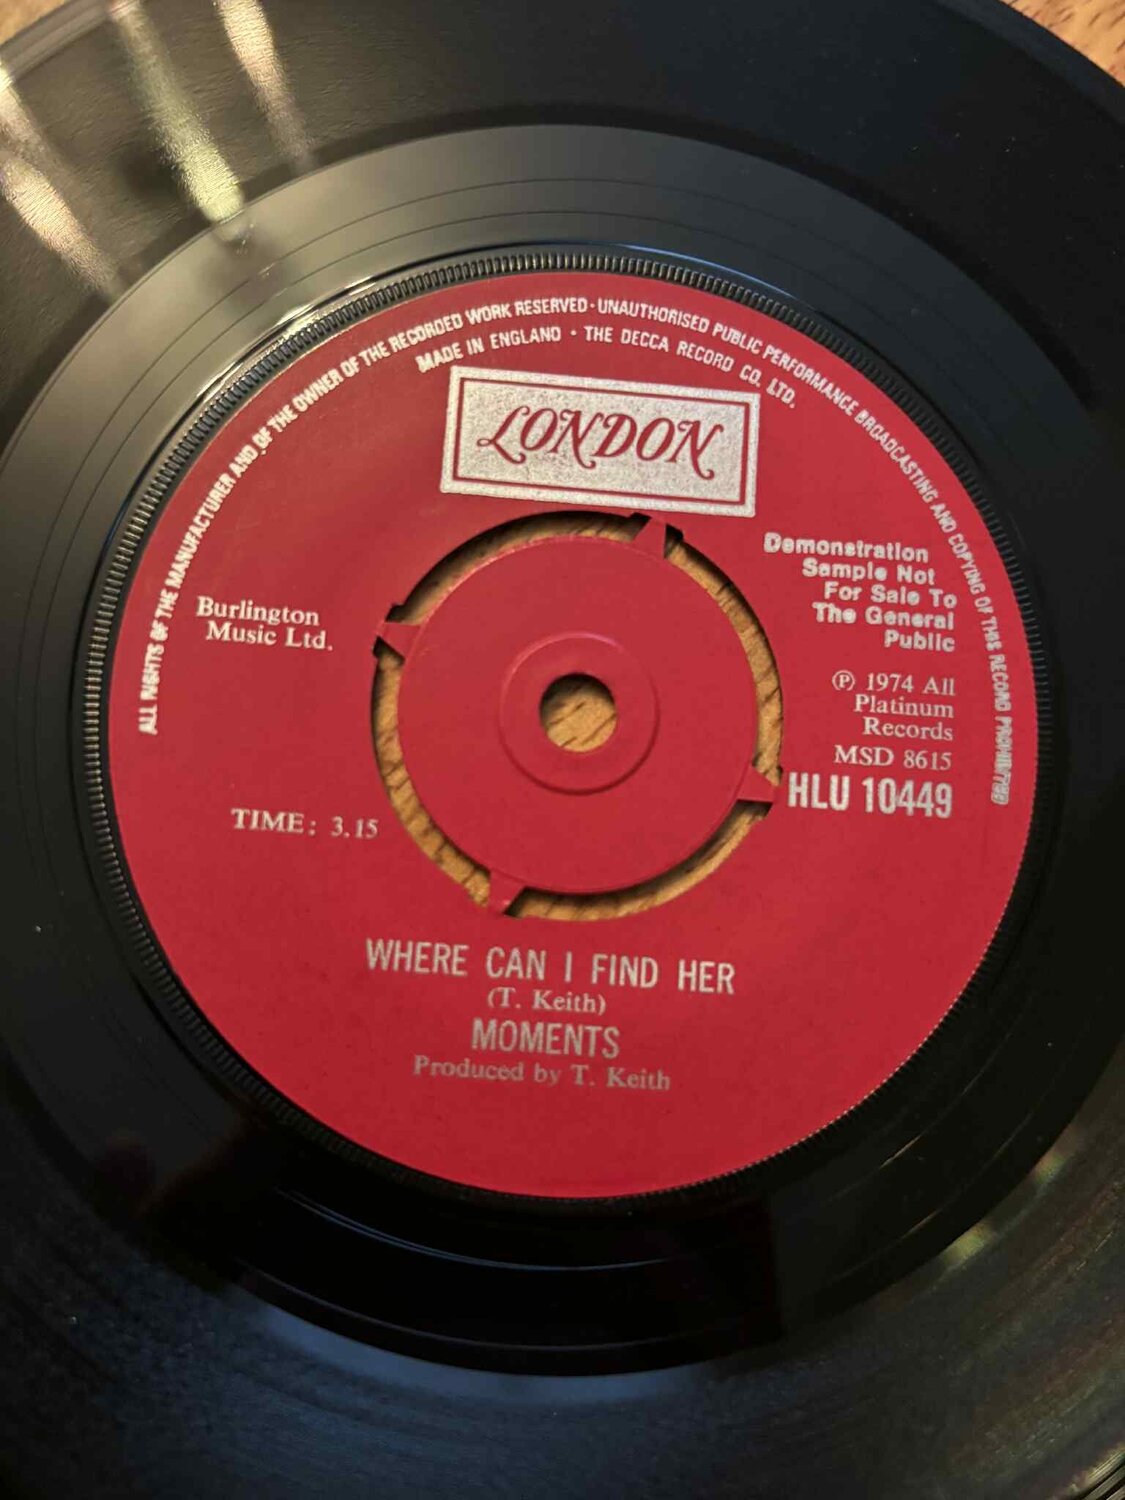 ALL RIGHTS OF THE MANUFACTURER AND OF THE OWNER OF THE RECORDED WORK RESERVED · UNAUTHORISED PUBLIC PERFORMANCE BROADCASTING AND COPYING OF THIS RECORD PROHIBITED
MADE IN ENGLAND · THE DECCA RECORD CO. LTD.
LONDON
Demonstration
Sample Not
For Sale To
The General
Public
Burlington
Music Ltd.
℗ 1974 All
Platinum
Records
MSD 8615
HLU 10449
TIME: 3.15
WHERE CAN I FIND HER
(T. Keith)
MOMENTS
Produced by T. Keith